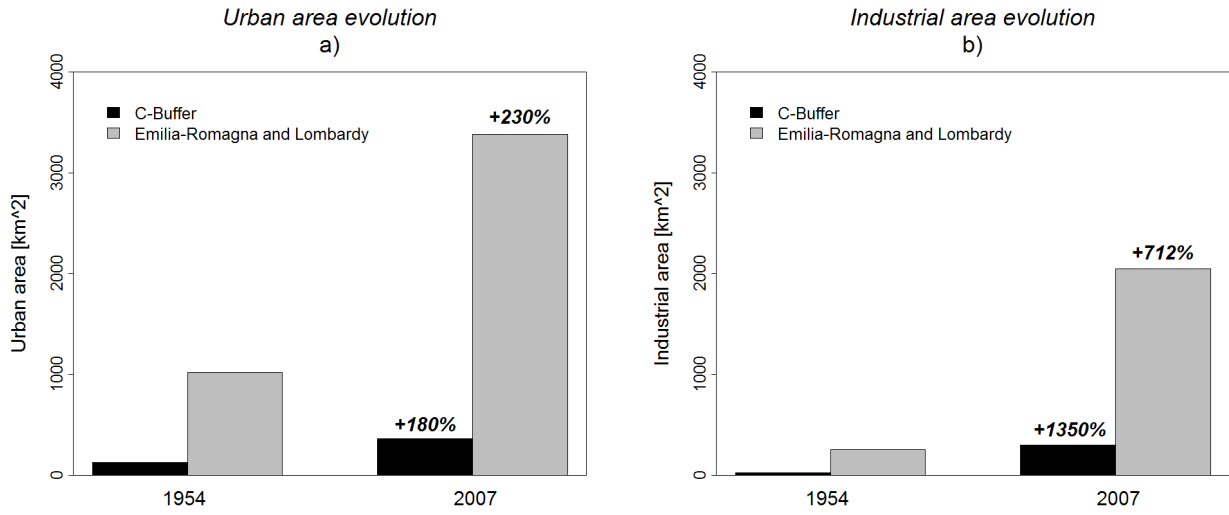 Urban area evolution
a)
Urban area [km^2]
4000
3000
2000
1000
0
C-Buffer
Emilia-Romagna and Lombardy
+230%
+180%
1954
2007
Industrial area evolution
b)
Industrial area [km^2]
4000
3000
2000
1000
0
C-Buffer
Emilia-Romagna and Lombardy
+712%
+1350%
1954
2007